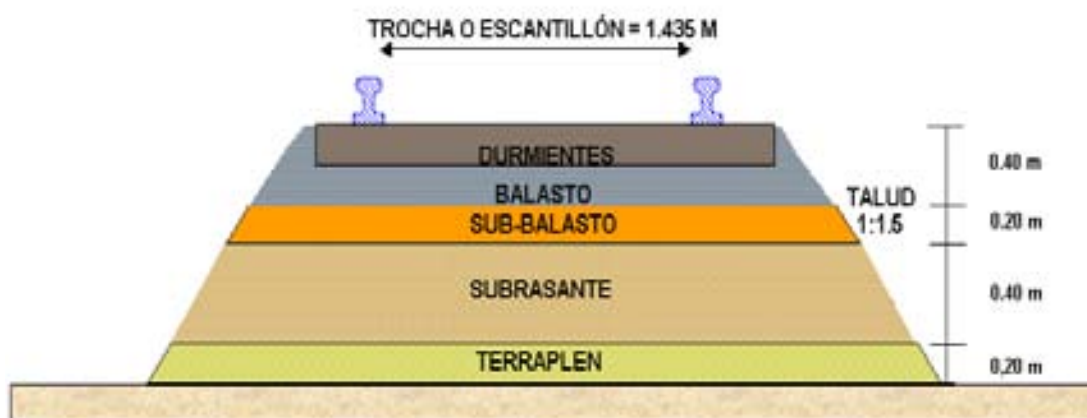 TROCHA O ESCANTILLÓN = 1.435 M
DURMIENTES
0.40 m
BALASTO
TALUD
1:1.5
SUB-BALASTO
0.20 m
SUBRASANTE
0.40 m
TERRAPLEN
0,20 m